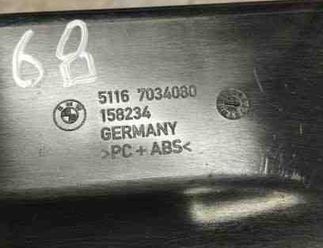 68
5116 7034080
158234
GERMANY
>PC+ABS<